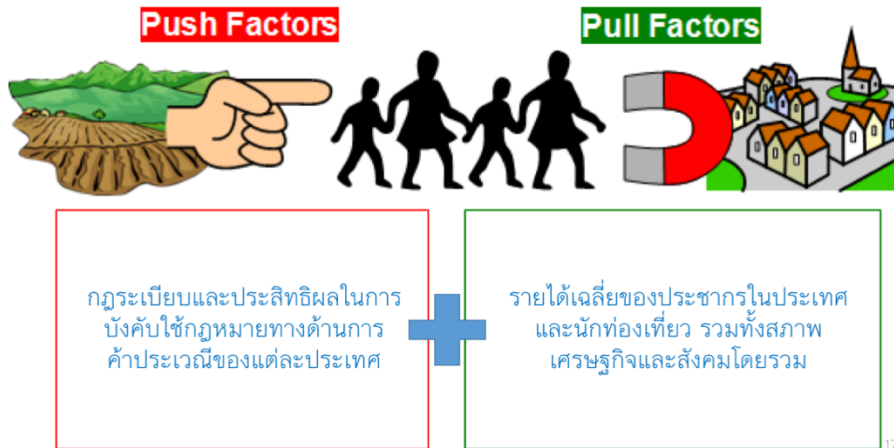 Push Factors
Pull Factors
กฎระเบียบและประสิทธิผลในการ
บังคับใช้กฎหมายทางด้านการ
ค้าประเวณีของแต่ละประเทศ
รายได้เฉลี่ยของประชากรในประเทศ
และนักท่องเที่ยว รวมทั้งสภาพ
เศรษฐกิจและสังคมโดยรวม